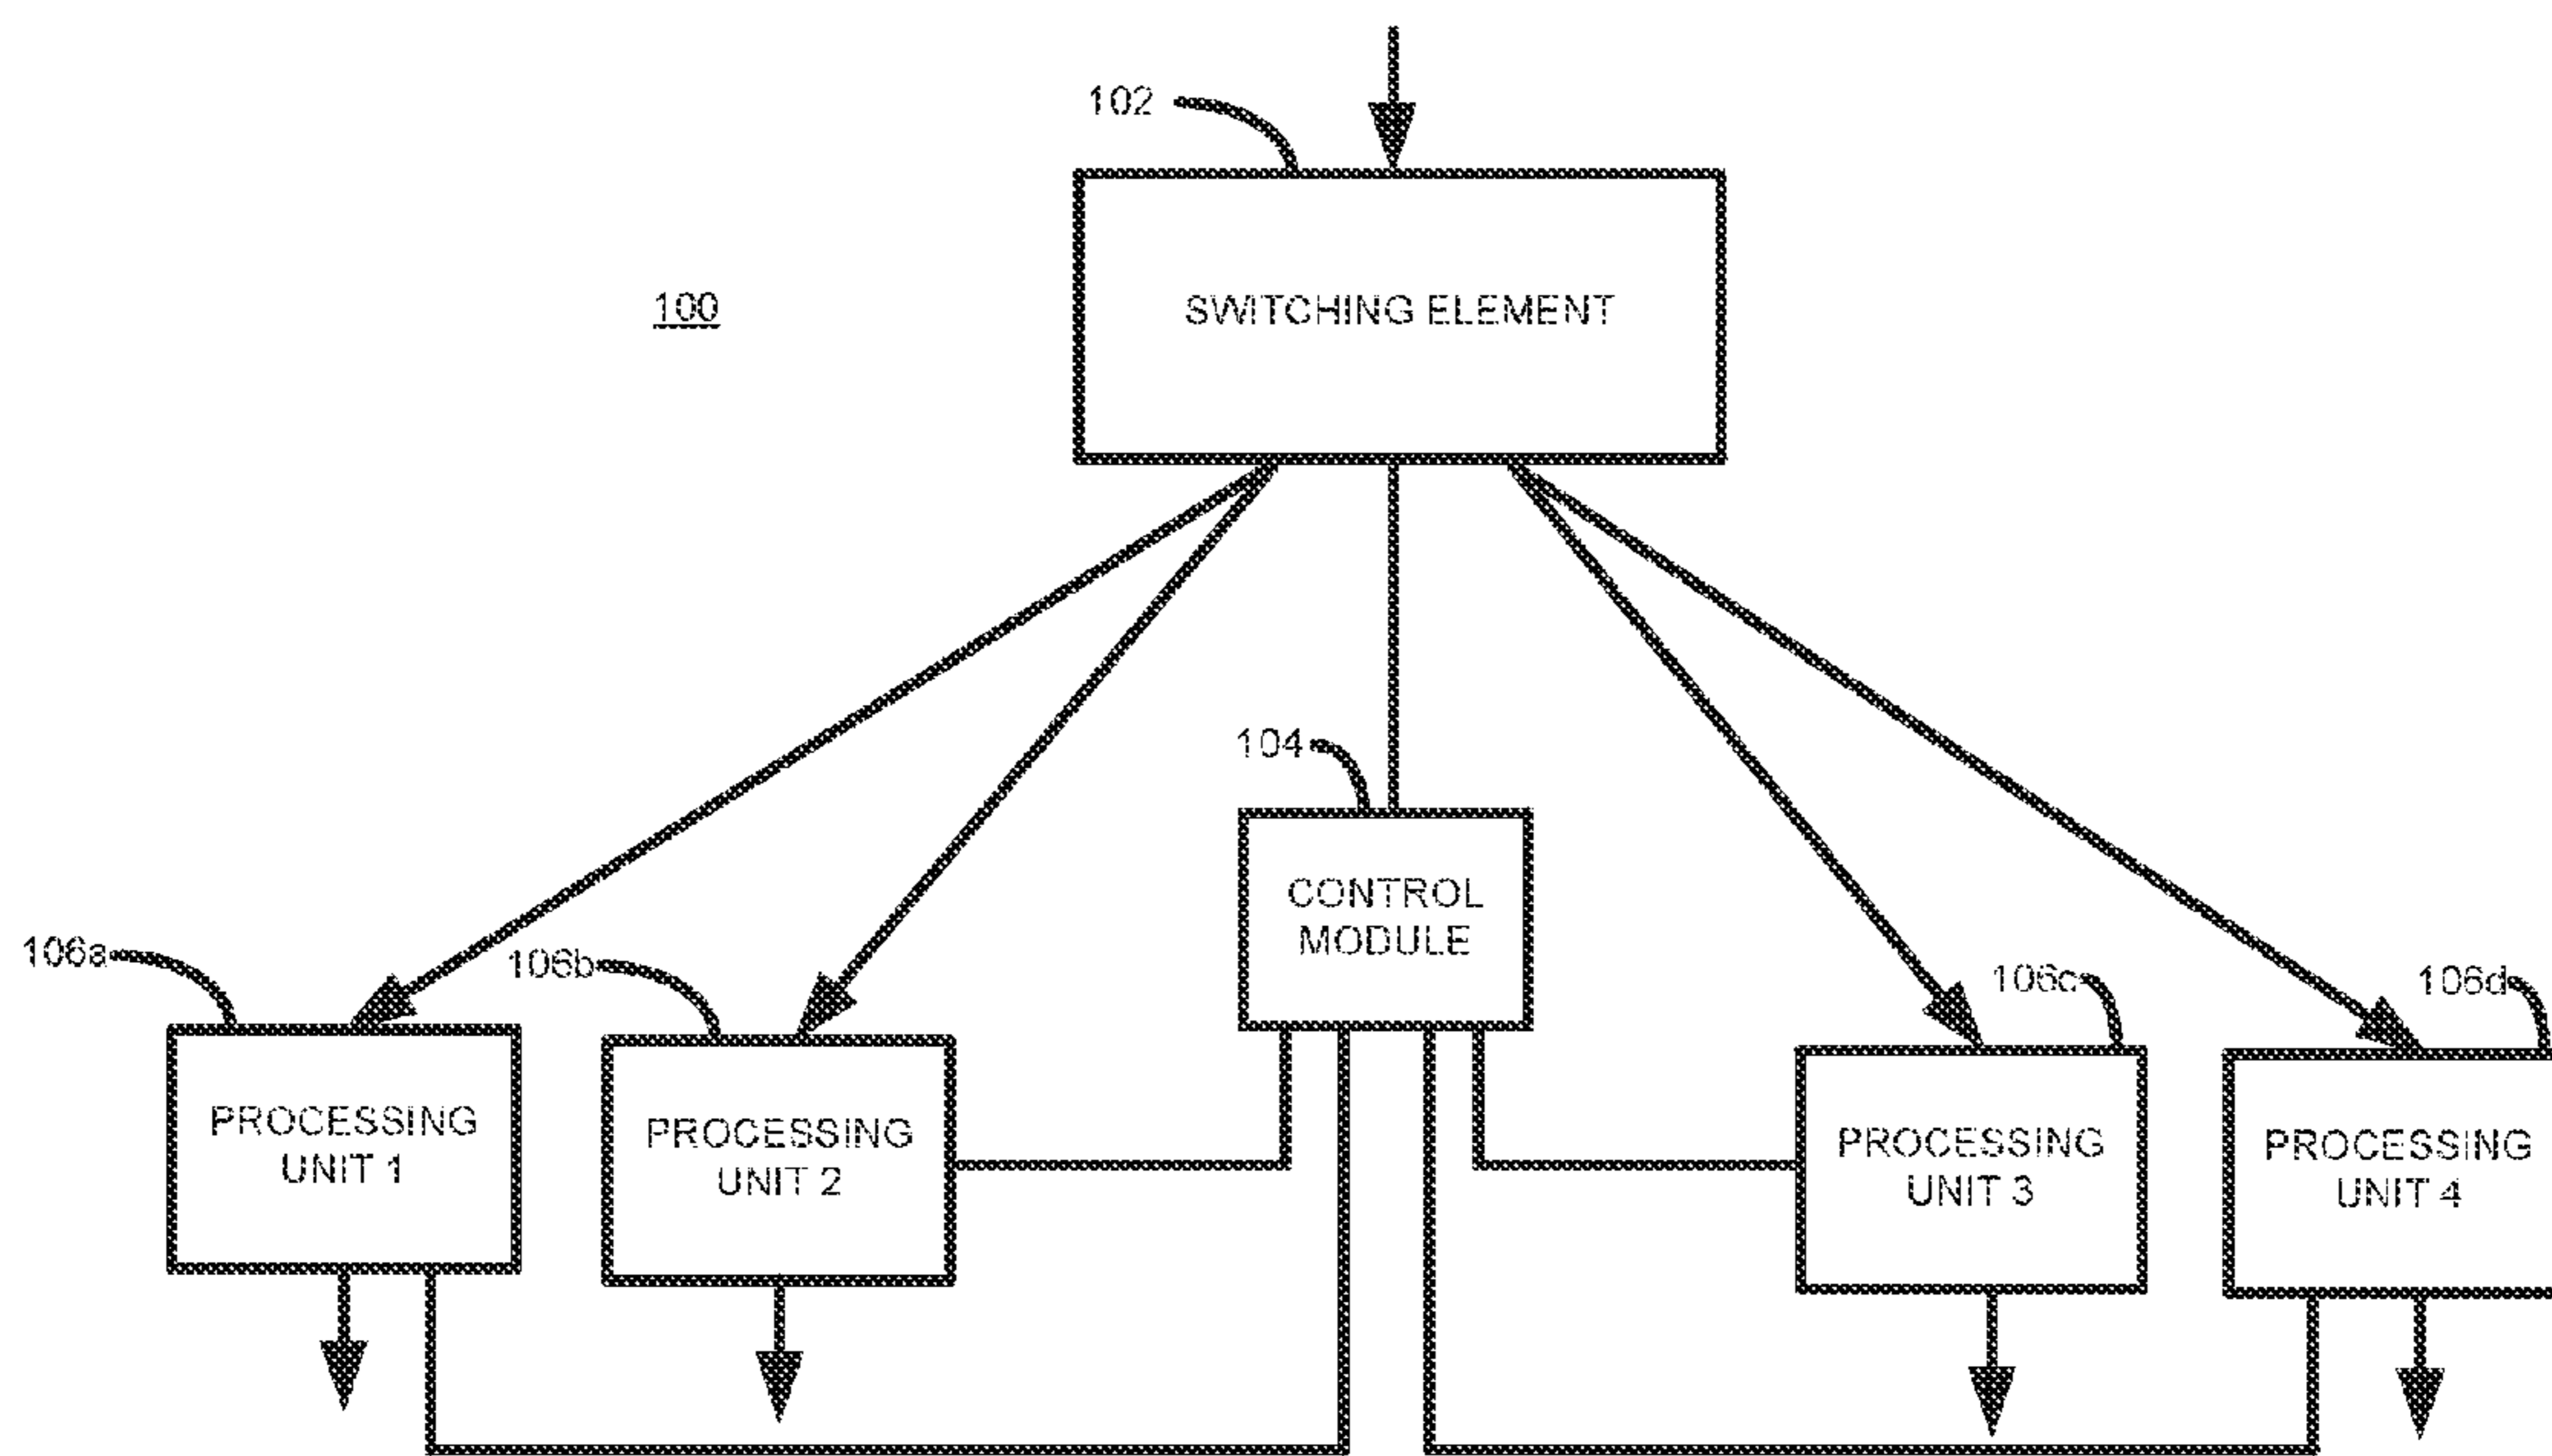 102
100
SWITCHING ELEMENT
104
CONTROL
MODULE
106a
106b
106c
106d
PROCESSING
UNIT 1
PROCESSING
UNIT 2
PROCESSING
UNIT 3
PROCESSING
UNIT 4